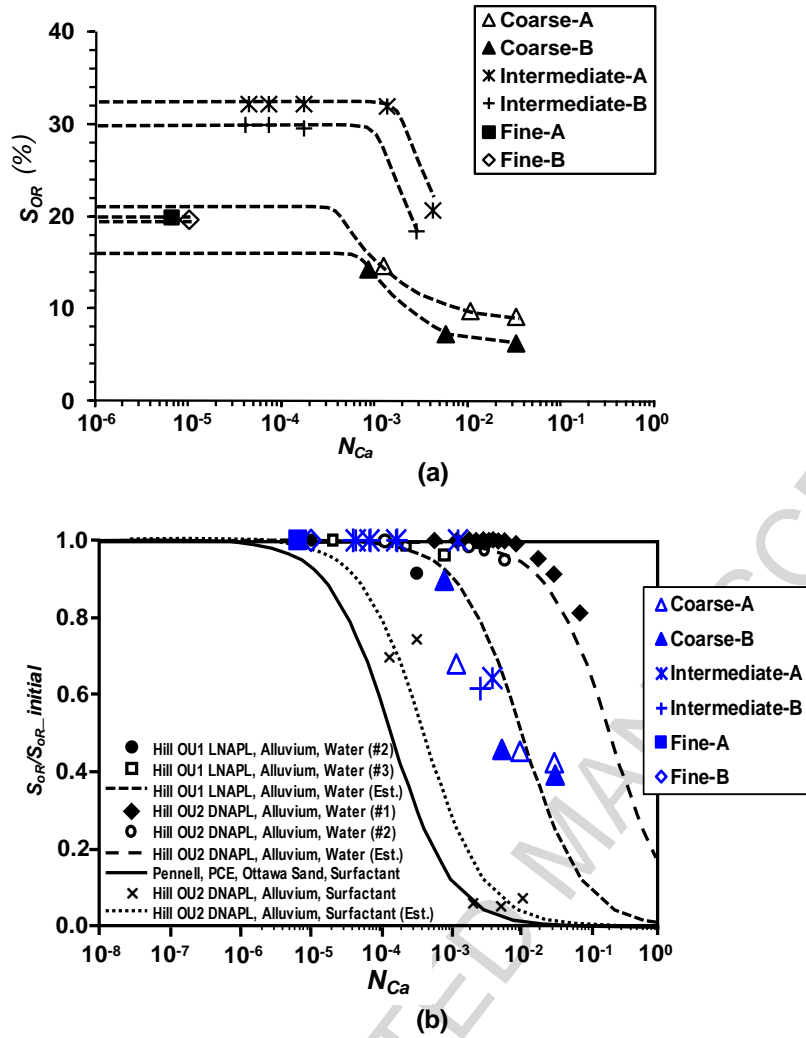 Coarse-A
Coarse-B
Intermediate-A
Intermediate-B
Fine-A
Fine-B
40
30
20
10
0
S_OR (%)
10^-6 10^-5 10^-4 10^-3 10^-2 10^-1 10^0
N_Ca
(a)
1.0
0.8
0.6
0.4
0.2
0.0
S_oR/S_oR_initial
Hill OU1 LNAPL, Alluvium, Water (#2)
Hill OU1 LNAPL, Alluvium, Water (#3)
Hill OU1 LNAPL, Alluvium, Water (Est.)
Hill OU2 DNAPL, Alluvium, Water (#1)
Hill OU2 DNAPL, Alluvium, Water (#2)
Hill OU2 DNAPL, Alluvium, Water (Est.)
Pennell, PCE, Ottawa Sand, Surfactant
Hill OU2 DNAPL, Alluvium, Surfactant
Hill OU2 DNAPL, Alluvium, Surfactant (Est.)
Coarse-A
Coarse-B
Intermediate-A
Intermediate-B
Fine-A
Fine-B
10^-8 10^-7 10^-6 10^-5 10^-4 10^-3 10^-2 10^-1 10^0
N_Ca
(b)